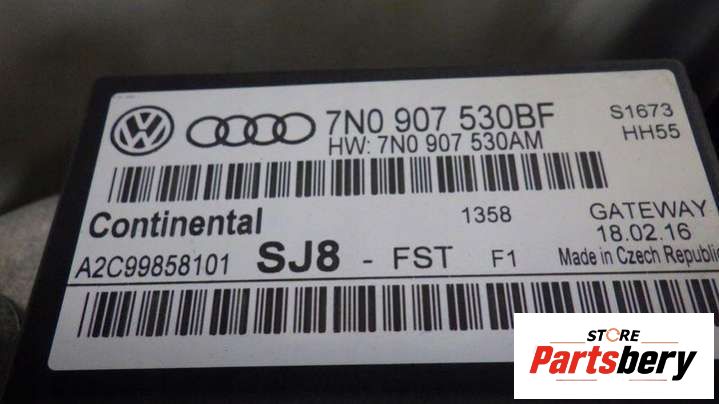 7N0 907 530BF S1673
HW: 7N0 907 530AM HH55
Continental 1358 GATEWAY
18.02.16
A2C99858101 SJ8 - FST F1 Made in Czech Republic
STORE
Partsbery